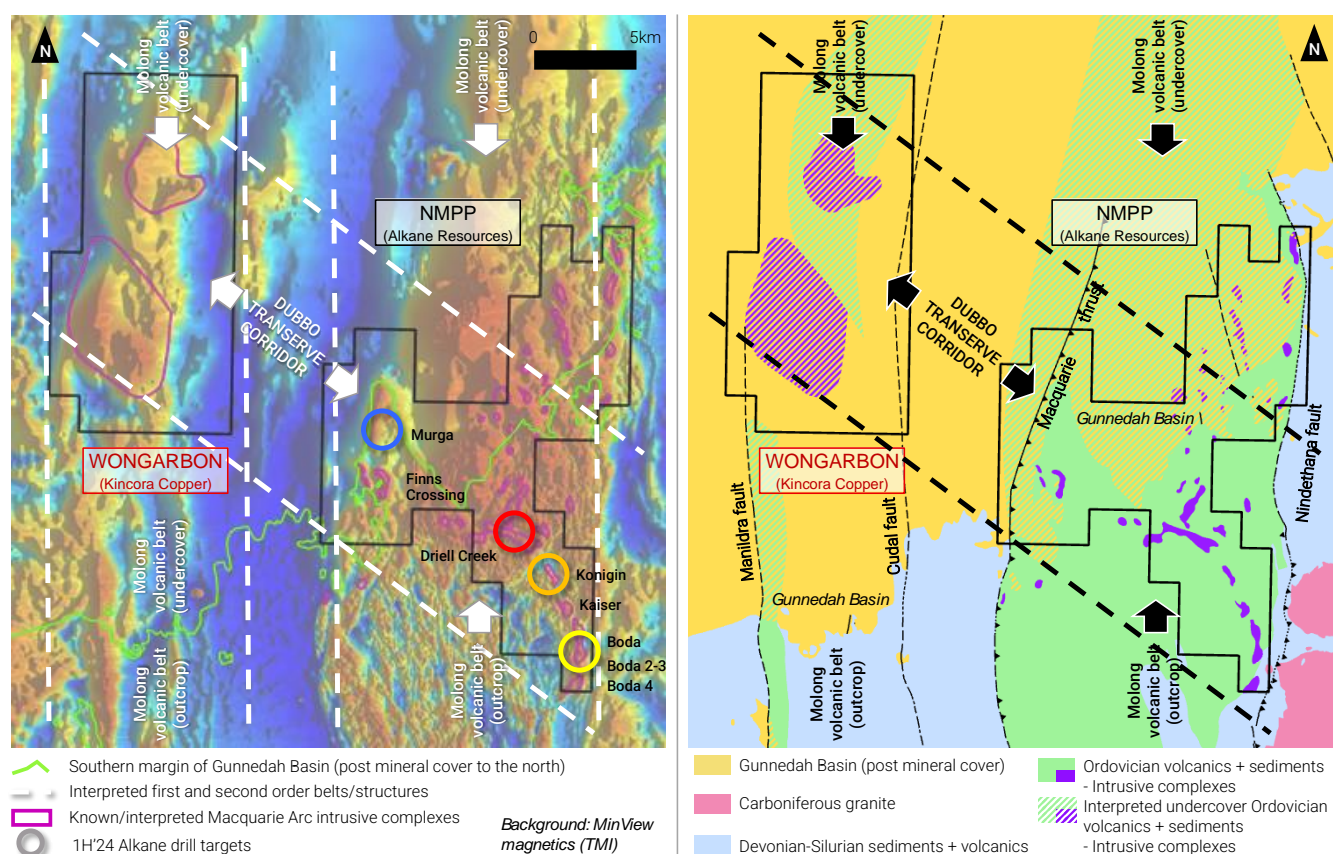 N
Molong
volcanic belt
(undercover)
Molong
volcanic belt
(undercover)
0
5km
NMPP
(Alkane Resources)
DUBBO
TRANSVERSE
CORRIDOR
Murga
WONGARBON
(Kincora Copper)
Finns
Crossing
Driell Creek
Konigin
Kaiser
Boda
Boda 2-3
Boda 4
Molong
volcanic belt
(undercover)
Molong
volcanic belt
(outcrop)
Molong
volcanic belt
(outcrop)
Southern margin of Gunnedah Basin (post mineral cover to the north)
Interpreted first and second order belts/structures
Known/interpreted Macquarie Arc intrusive complexes
1H'24 Alkane drill targets
Background: MinView
magnetics (TMI)
N
Molong
volcanic belt
(undercover)
Molong
volcanic belt
(undercover)
NMPP
(Alkane Resources)
DUBBO
TRANSVERSE
CORRIDOR
Macquarie
thrust
Gunnedah Basin
WONGARBON
(Kincora Copper)
Manildra fault
Cudal fault
Nindethana fault
Gunnedah Basin
Molong
volcanic belt
(outcrop)
Molong
volcanic belt
(outcrop)
Gunnedah Basin (post mineral cover)
Carboniferous granite
Devonian-Silurian sediments + volcanics
Ordovician volcanics + sediments
- Intrusive complexes
Interpreted undercover Ordovician
volcanics + sediments
- Intrusive complexes